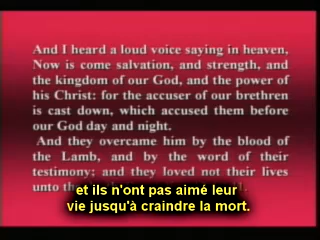 And I heard a loud voice saying in heaven,
Now is come salvation, and strength, and
the kingdom of our God, and the power of
his Christ: for the accuser of our brethren
is cast down, which accused them before
our God day and night.
And they overcame him by the blood of
the Lamb, and by the word of their
testimony; and they loved not their lives
unto
et ils n'ont pas aimé leur
vie jusqu'à craindre la mort.